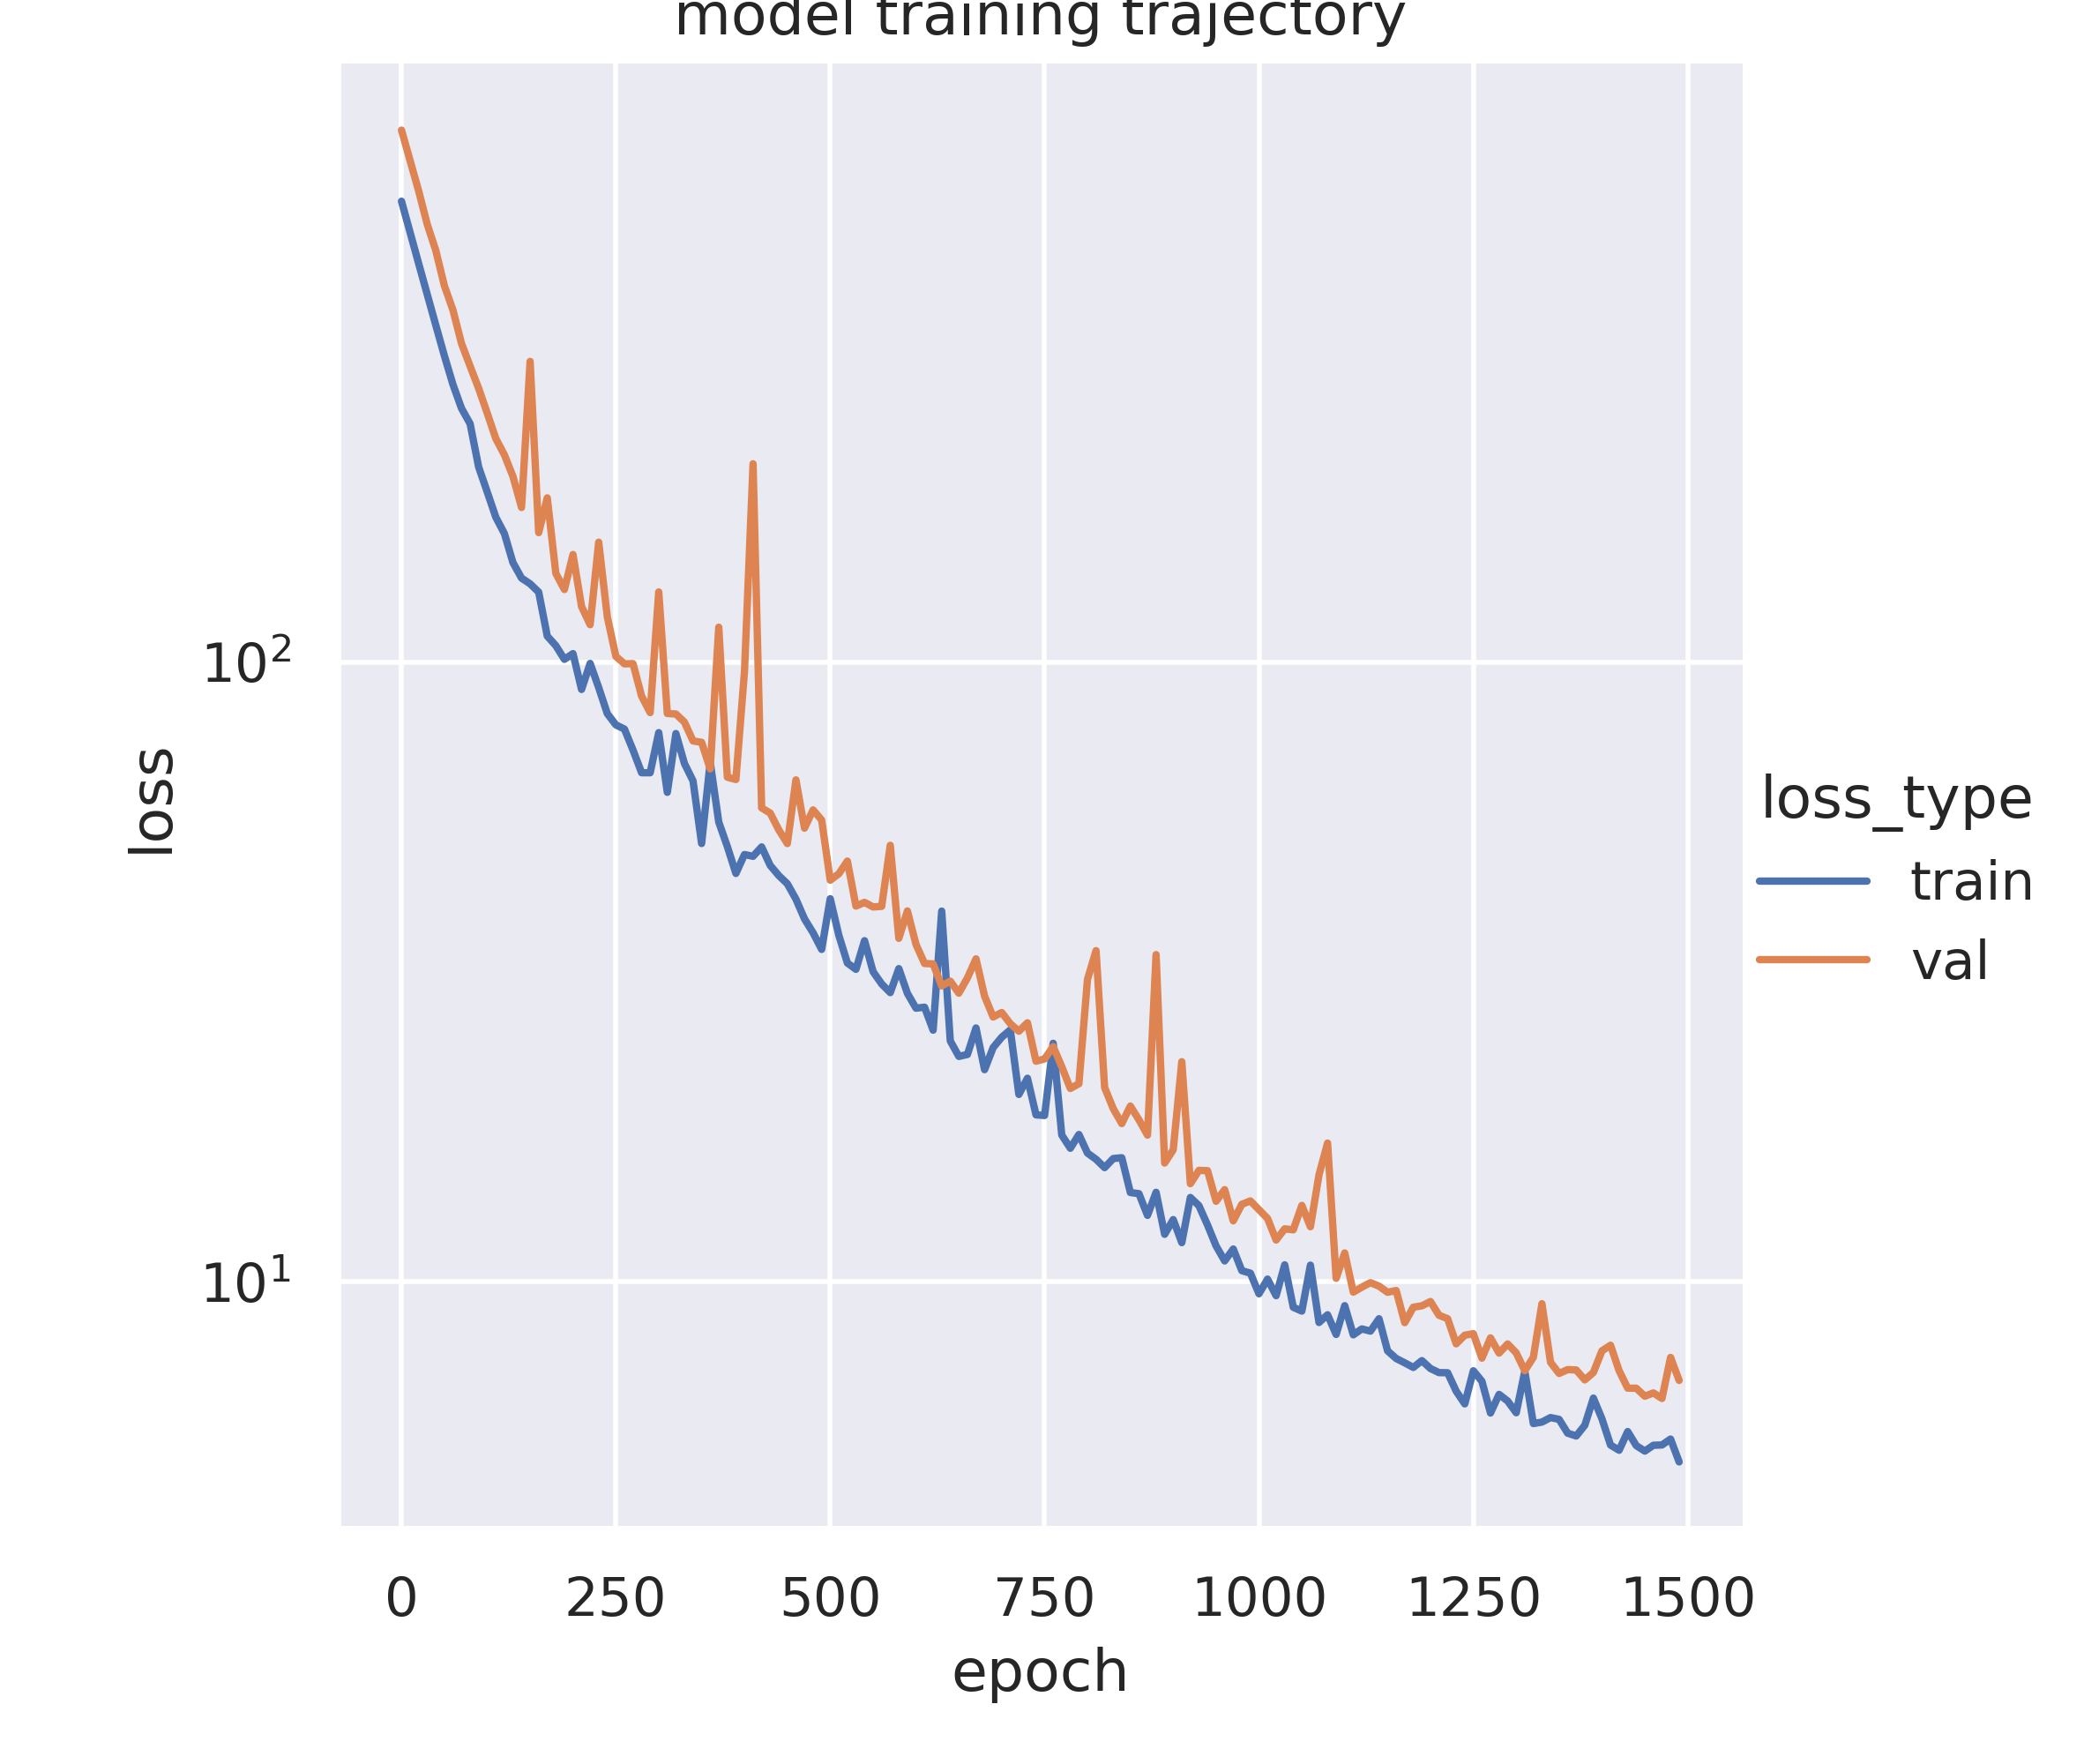 model training trajectory
loss
10²
10¹
0 250 500 750 1000 1250 1500
epoch
loss_type
train
val